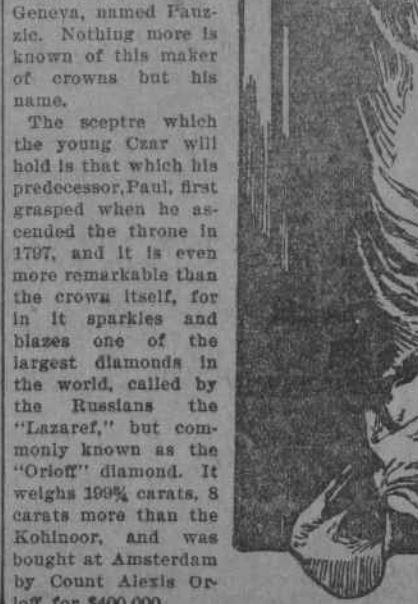 Geneva, named Pauz-
zie. Nothing more is
known of this maker
of crowns but his
name.
The sceptre which
the young Czar will
hold is that which his
predecessor, Paul, first
grasped when he as-
cended the throne in
1797, and it is even
more remarkable than
the crown itself, for
in it sparkles and
blazes one of the
largest diamonds in
the world, called by
the Russians the
"Lazaref," but com-
monly known as the
"Orloff" diamond. It
weighs 199¾ carats, 8
carats more than the
Kohinoor, and was
bought at Amsterdam
by Count Alexis Or-
loff for $400,000